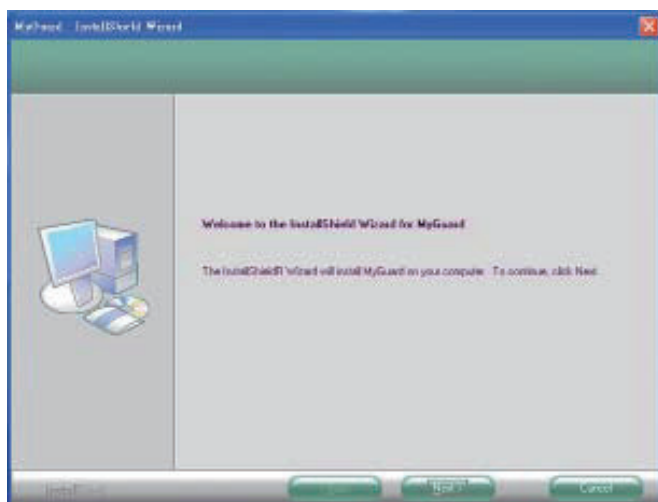 MyGuard - InstallShield Wizard
Welcome to the InstallShield Wizard for MyGuard
The InstallShieldR Wizard will install MyGuard on your computer. To continue, click Next.
Next >
Cancel